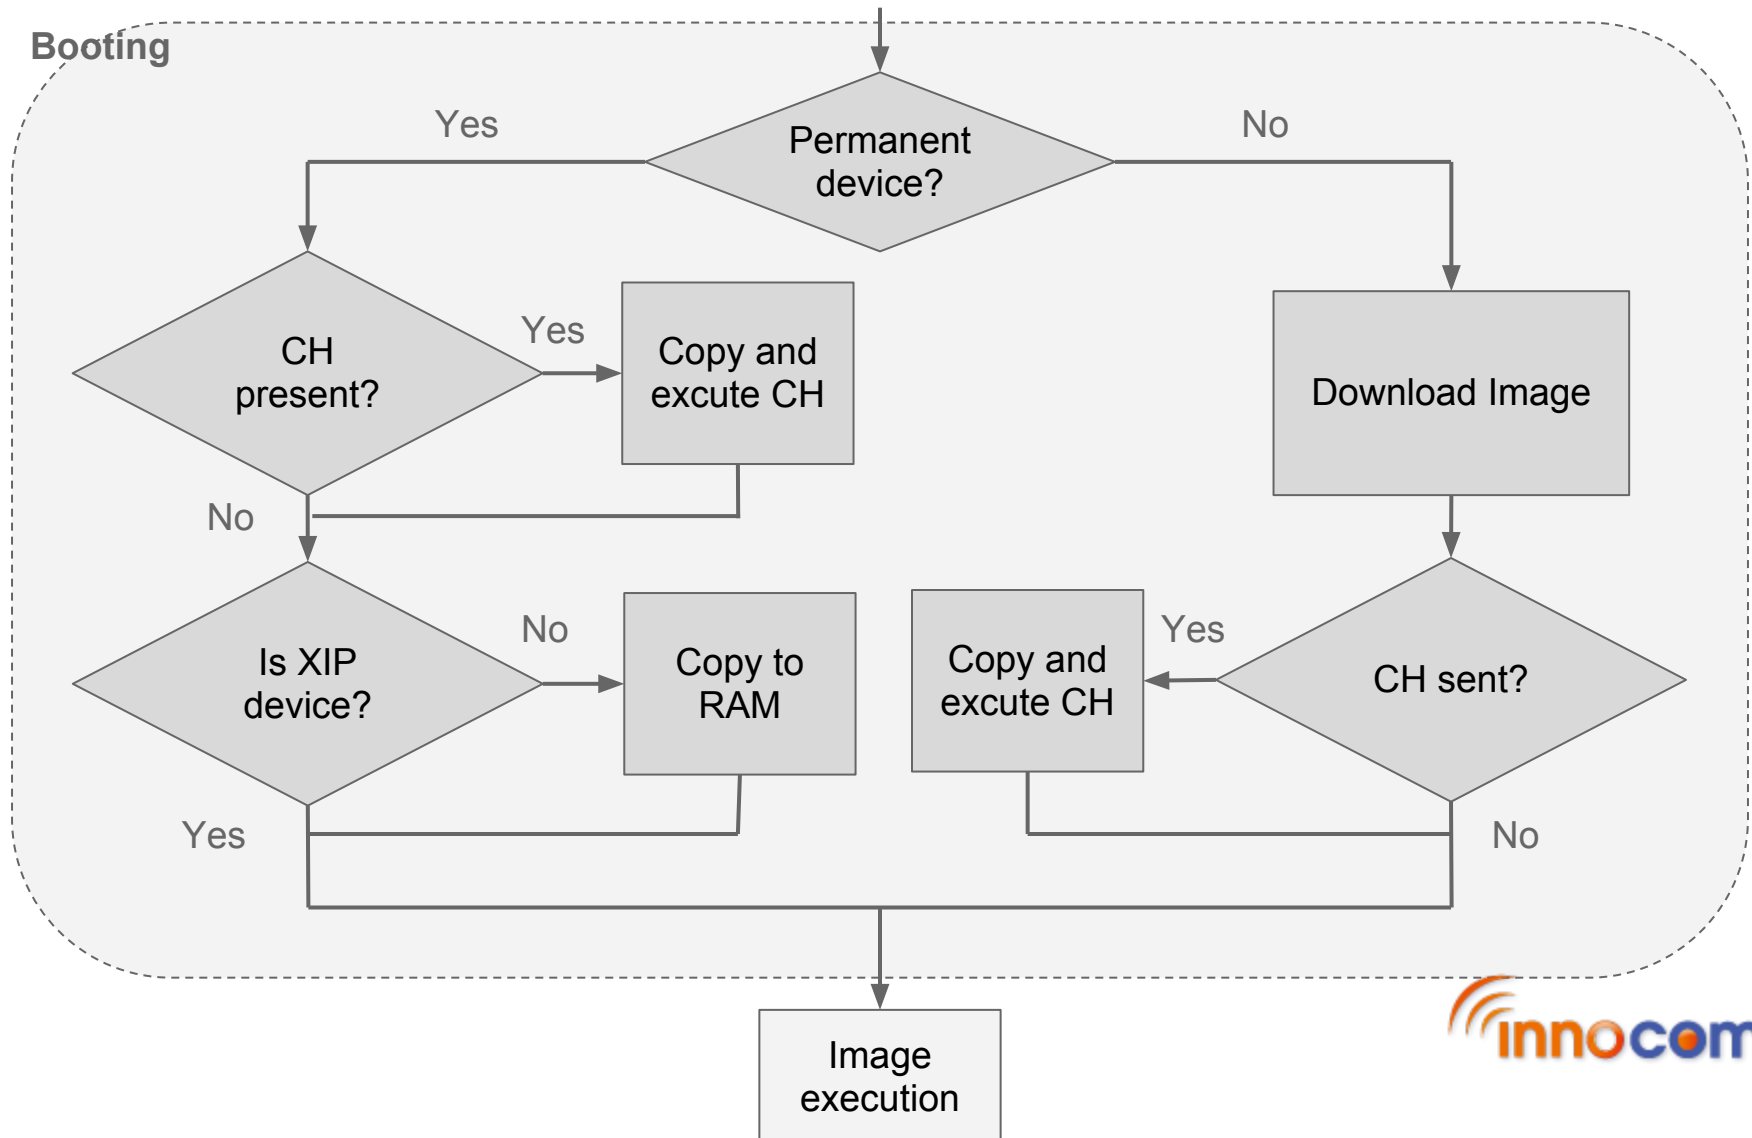 Booting
Yes
No
Permanent
device?
CH
present?
Yes
Copy and
excute CH
Download Image
No
Is XIP
device?
No
Copy to
RAM
Copy and
excute CH
Yes
CH sent?
Yes
No
Image
execution
innocom